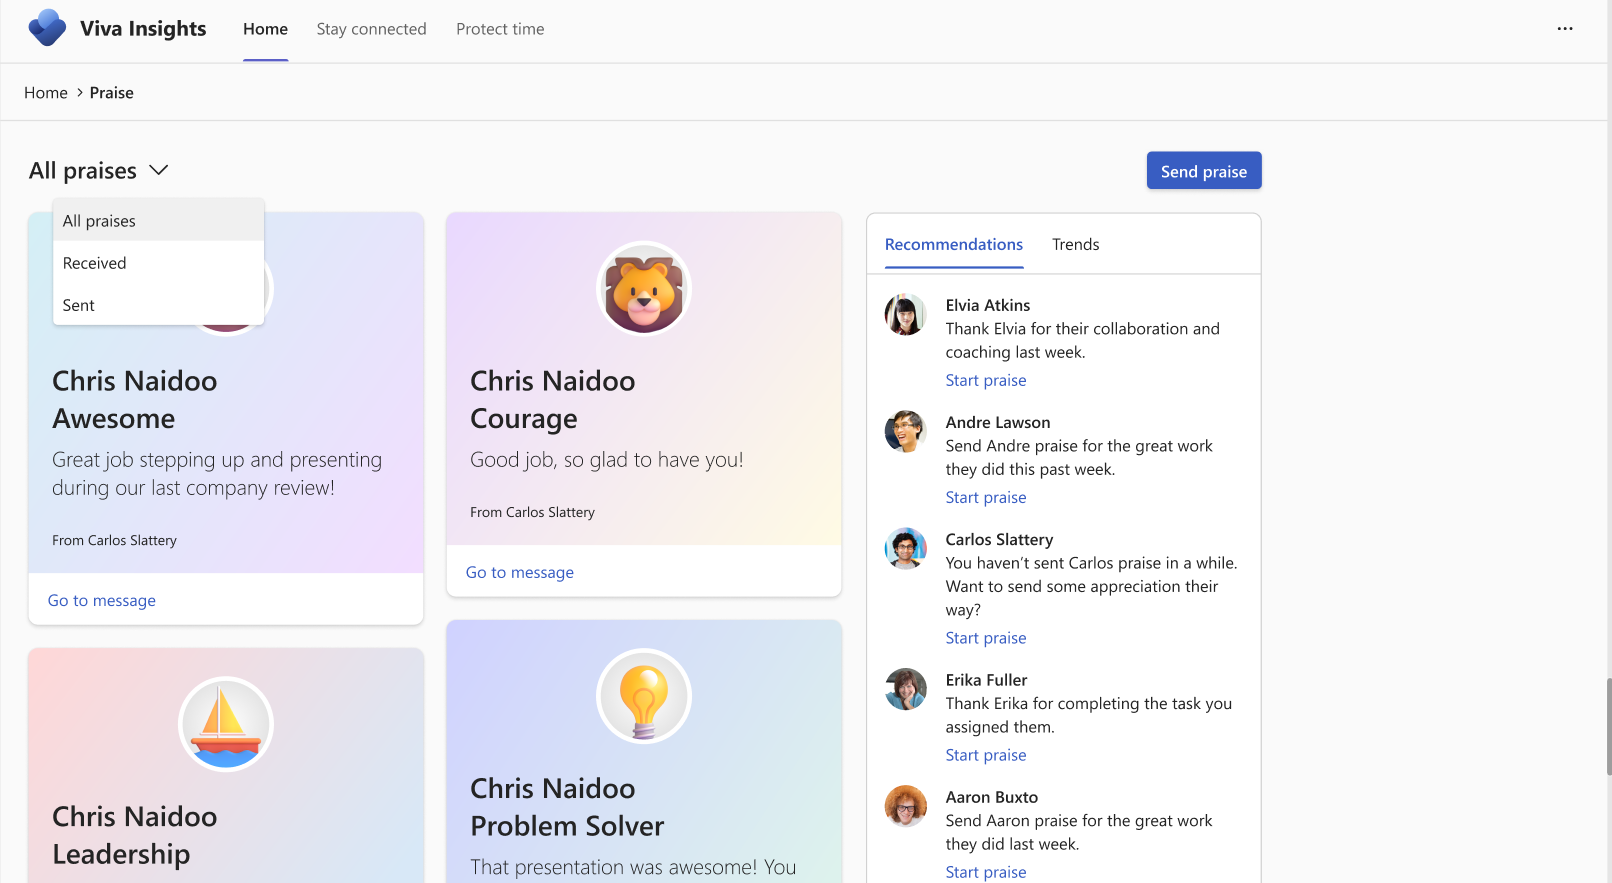 Viva Insights
Home
Stay connected
Protect time
Home > Praise
All praises
Send praise
All praises
Received
Sent
Chris Naidoo
Awesome
Great job stepping up and presenting
during our last company review!
From Carlos Slattery
Go to message
Chris Naidoo
Courage
Good job, so glad to have you!
From Carlos Slattery
Go to message
Chris Naidoo
Leadership
Chris Naidoo
Problem Solver
That presentation was awesome! You
Recommendations
Trends
Elvia Atkins
Thank Elvia for their collaboration and
coaching last week.
Start praise
Andre Lawson
Send Andre praise for the great work
they did this past week.
Start praise
Carlos Slattery
You haven’t sent Carlos praise in a while.
Want to send some appreciation their
way?
Start praise
Erika Fuller
Thank Erika for completing the task you
assigned them.
Start praise
Aaron Buxto
Send Aaron praise for the great work
they did last week.
Start praise